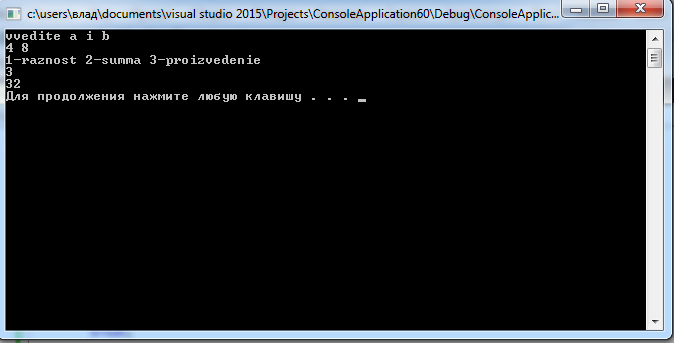 c:\users\влад\documents\visual studio 2015\Projects\ConsoleApplication60\Debug\ConsoleApplic...
vvedite a i b
4 8
1-raznost 2-summa 3-proizvedenie
3
32
Для продолжения нажмите любую клавишу . . . _